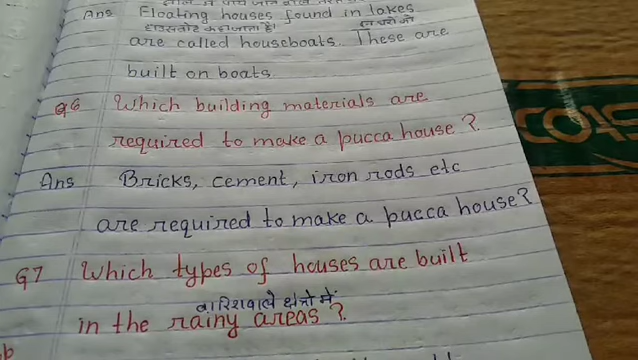 Ans Floating houses found in lakes
हाउसबोट कहा जाता है।
are called houseboats. These are
built on boats.
Q6 Which building materials are
required to make a pucca house?
Ans Bricks, cement, iron rods etc
are required to make a pucca house?
Q7 Which types of houses are built
बारिशवाले क्षेत्रो में
in the rainy areas?